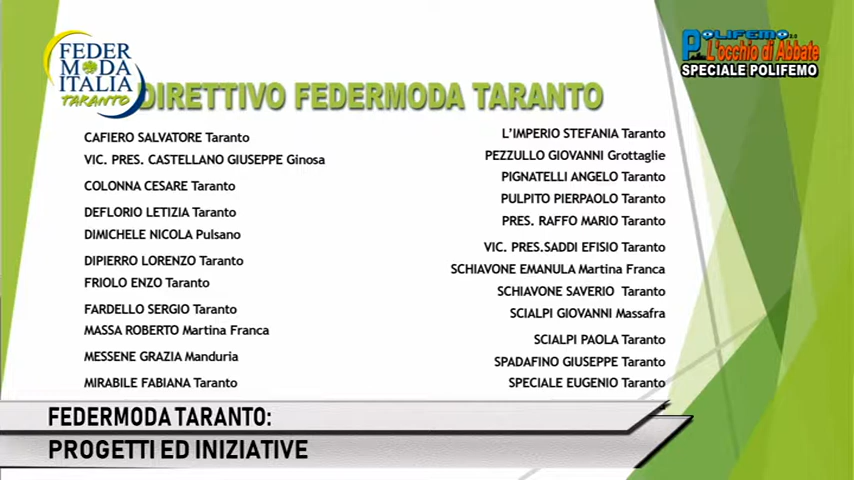 FEDER
MODA
ITALIA
TARANTO
POLIFEMO..
L'occhio di Abbate
SPECIALE POLIFEMO
DIRETTIVO FEDERMODA TARANTO
CAFIERO SALVATORE Taranto
VIC. PRES. CASTELLANO GIUSEPPE Ginosa
COLONNA CESARE Taranto
DEFLORIO LETIZIA Taranto
DIMICHELE NICOLA Pulsano
DIPIERRO LORENZO Taranto
FRIOLO ENZO Taranto
FARDELLO SERGIO Taranto
MASSA ROBERTO Martina Franca
MESSENE GRAZIA Manduria
MIRABILE FABIANA Taranto
L'IMPERIO STEFANIA Taranto
PEZZULLO GIOVANNI Grottaglie
PIGNATELLI ANGELO Taranto
PULPITO PIERPAOLO Taranto
PRES. RAFFO MARIO Taranto
VIC. PRES.SADDI EFISIO Taranto
SCHIAVONE EMANULA Martina Franca
SCHIAVONE SAVERIO Taranto
SCIALPI GIOVANNI Massafra
SCIALPI PAOLA Taranto
SPADAFINO GIUSEPPE Taranto
SPECIALE EUGENIO Taranto
FEDERMODA TARANTO:
PROGETTI ED INIZIATIVE